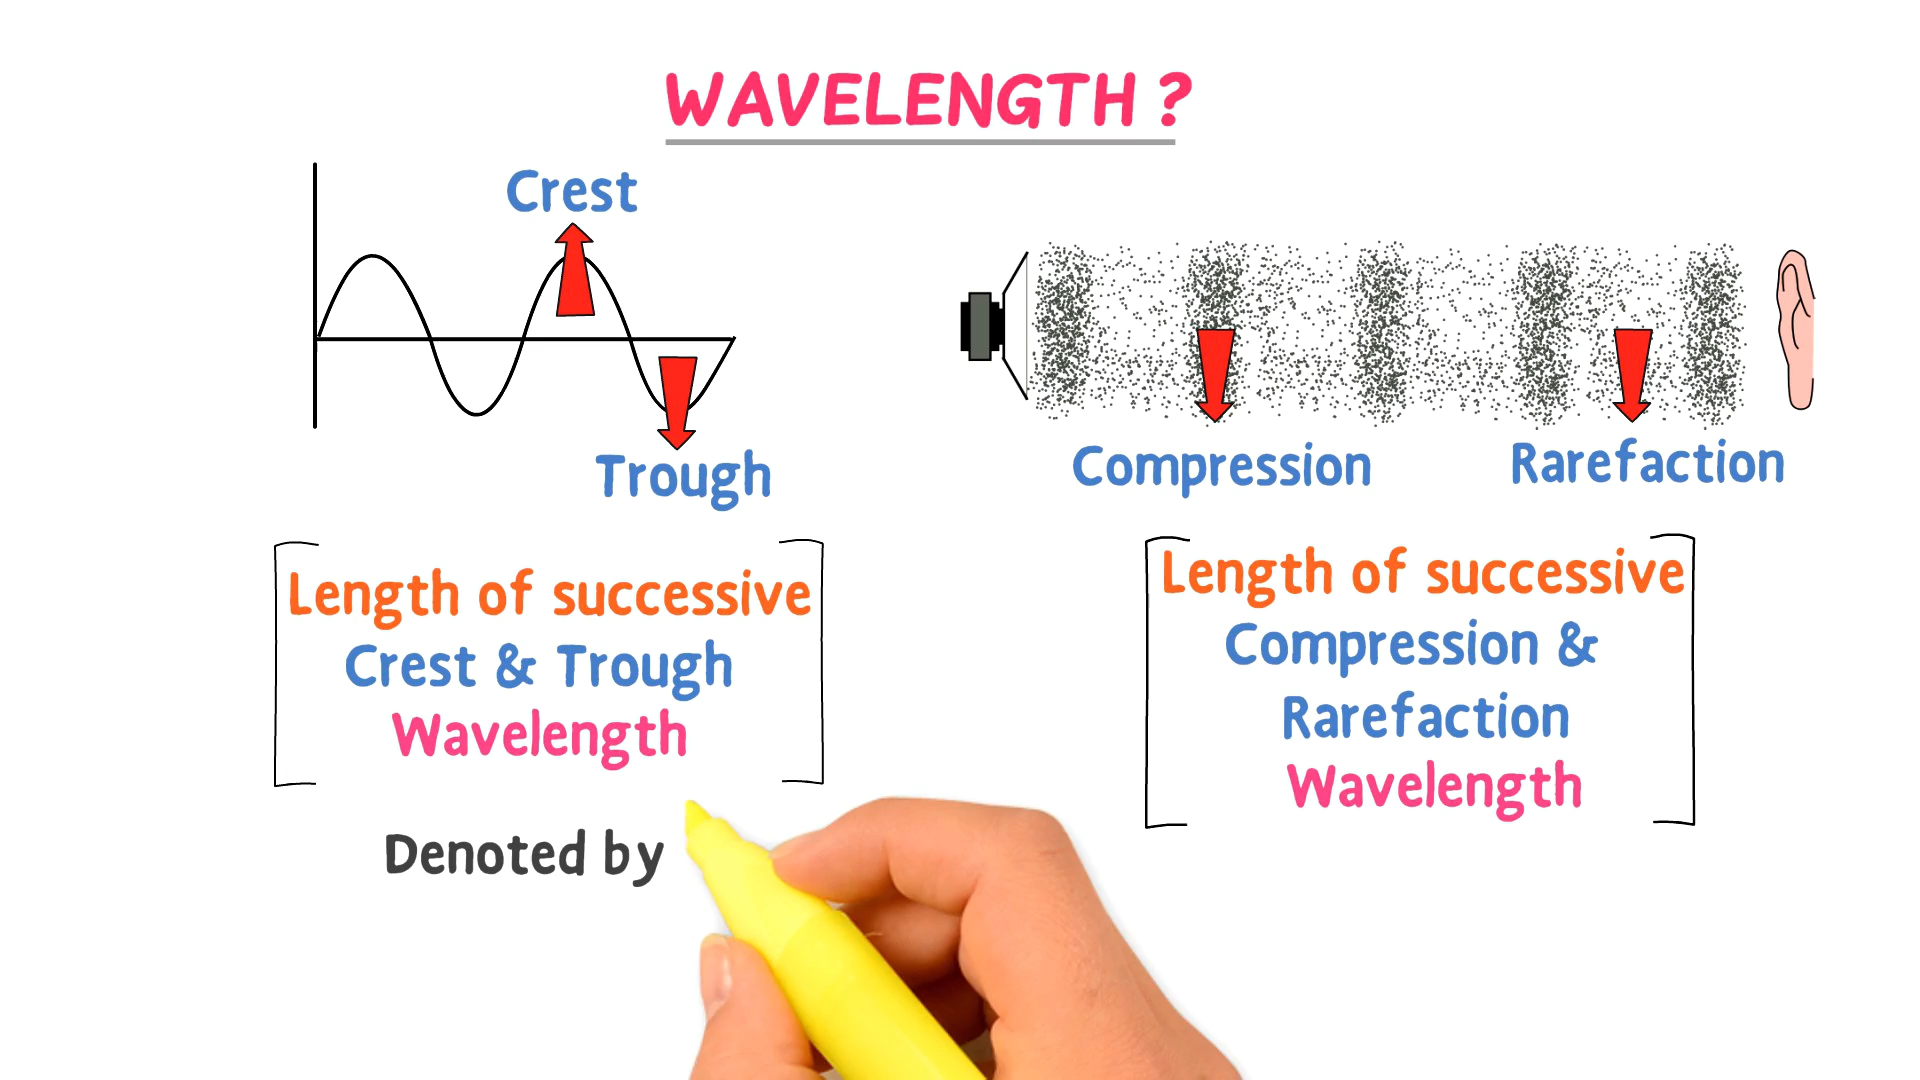 WAVELENGTH ?
Crest
Trough
Compression
Rarefaction
Length of successive
Crest & Trough
Wavelength
Length of successive
Compression &
Rarefaction
Wavelength
Denoted by